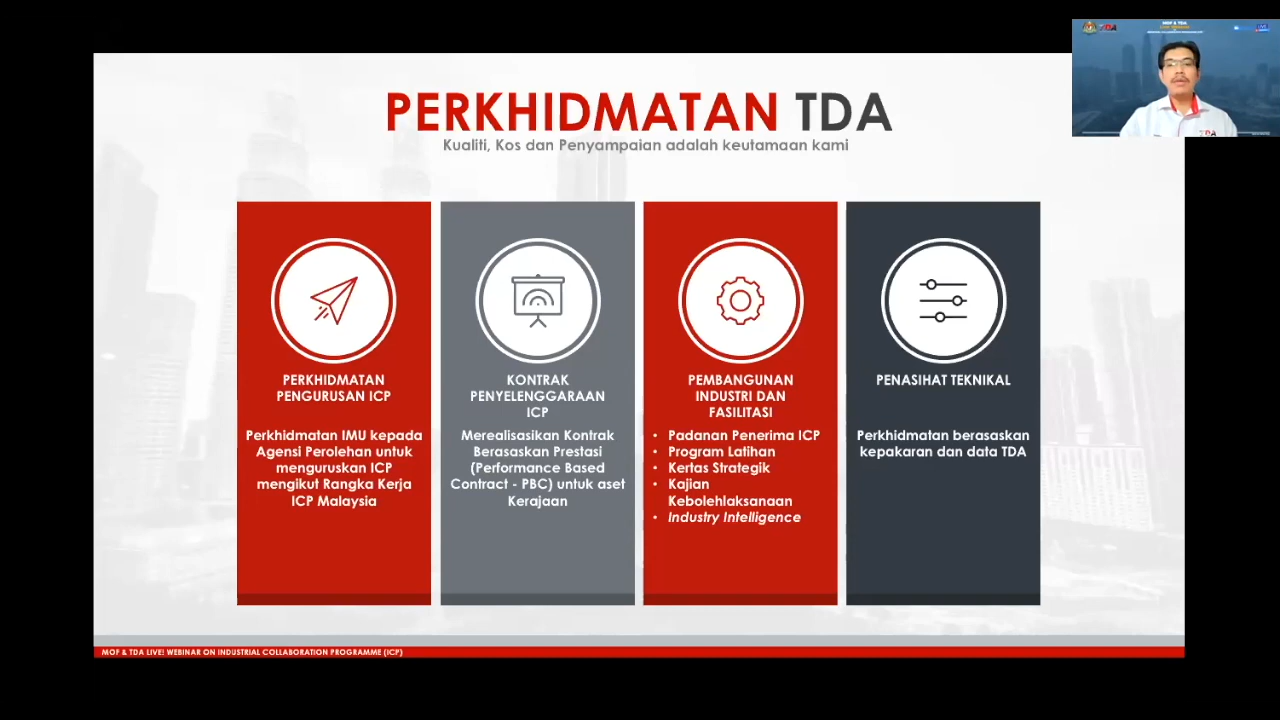 PERKHIDMATAN TDA
Kualiti, Kos dan Penyampaian adalah keutamaan kami
PERKHIDMATAN
PENGURUSAN ICP
Perkhidmatan IMU kepada
Agensi Perolehan untuk
menguruskan ICP
mengikut Rangka Kerja
ICP Malaysia
KONTRAK
PENYELENGGARAAN
ICP
Merealisasikan Kontrak
Berasaskan Prestasi
(Performance Based
Contract - PBC) untuk aset
Kerajaan
PEMBANGUNAN
INDUSTRI DAN
FASILITASI
• Padanan Penerima ICP
• Program Latihan
• Kertas Strategik
• Kajian
Kebolehlaksanaan
• Industry Intelligence
PENASIHAT TEKNIKAL
Perkhidmatan berasaskan
kepakaran dan data TDA
MOF & TDA LIVE! WEBINAR ON INDUSTRIAL COLLABORATION PROGRAMME (ICP)
MOF & TDA
TDA